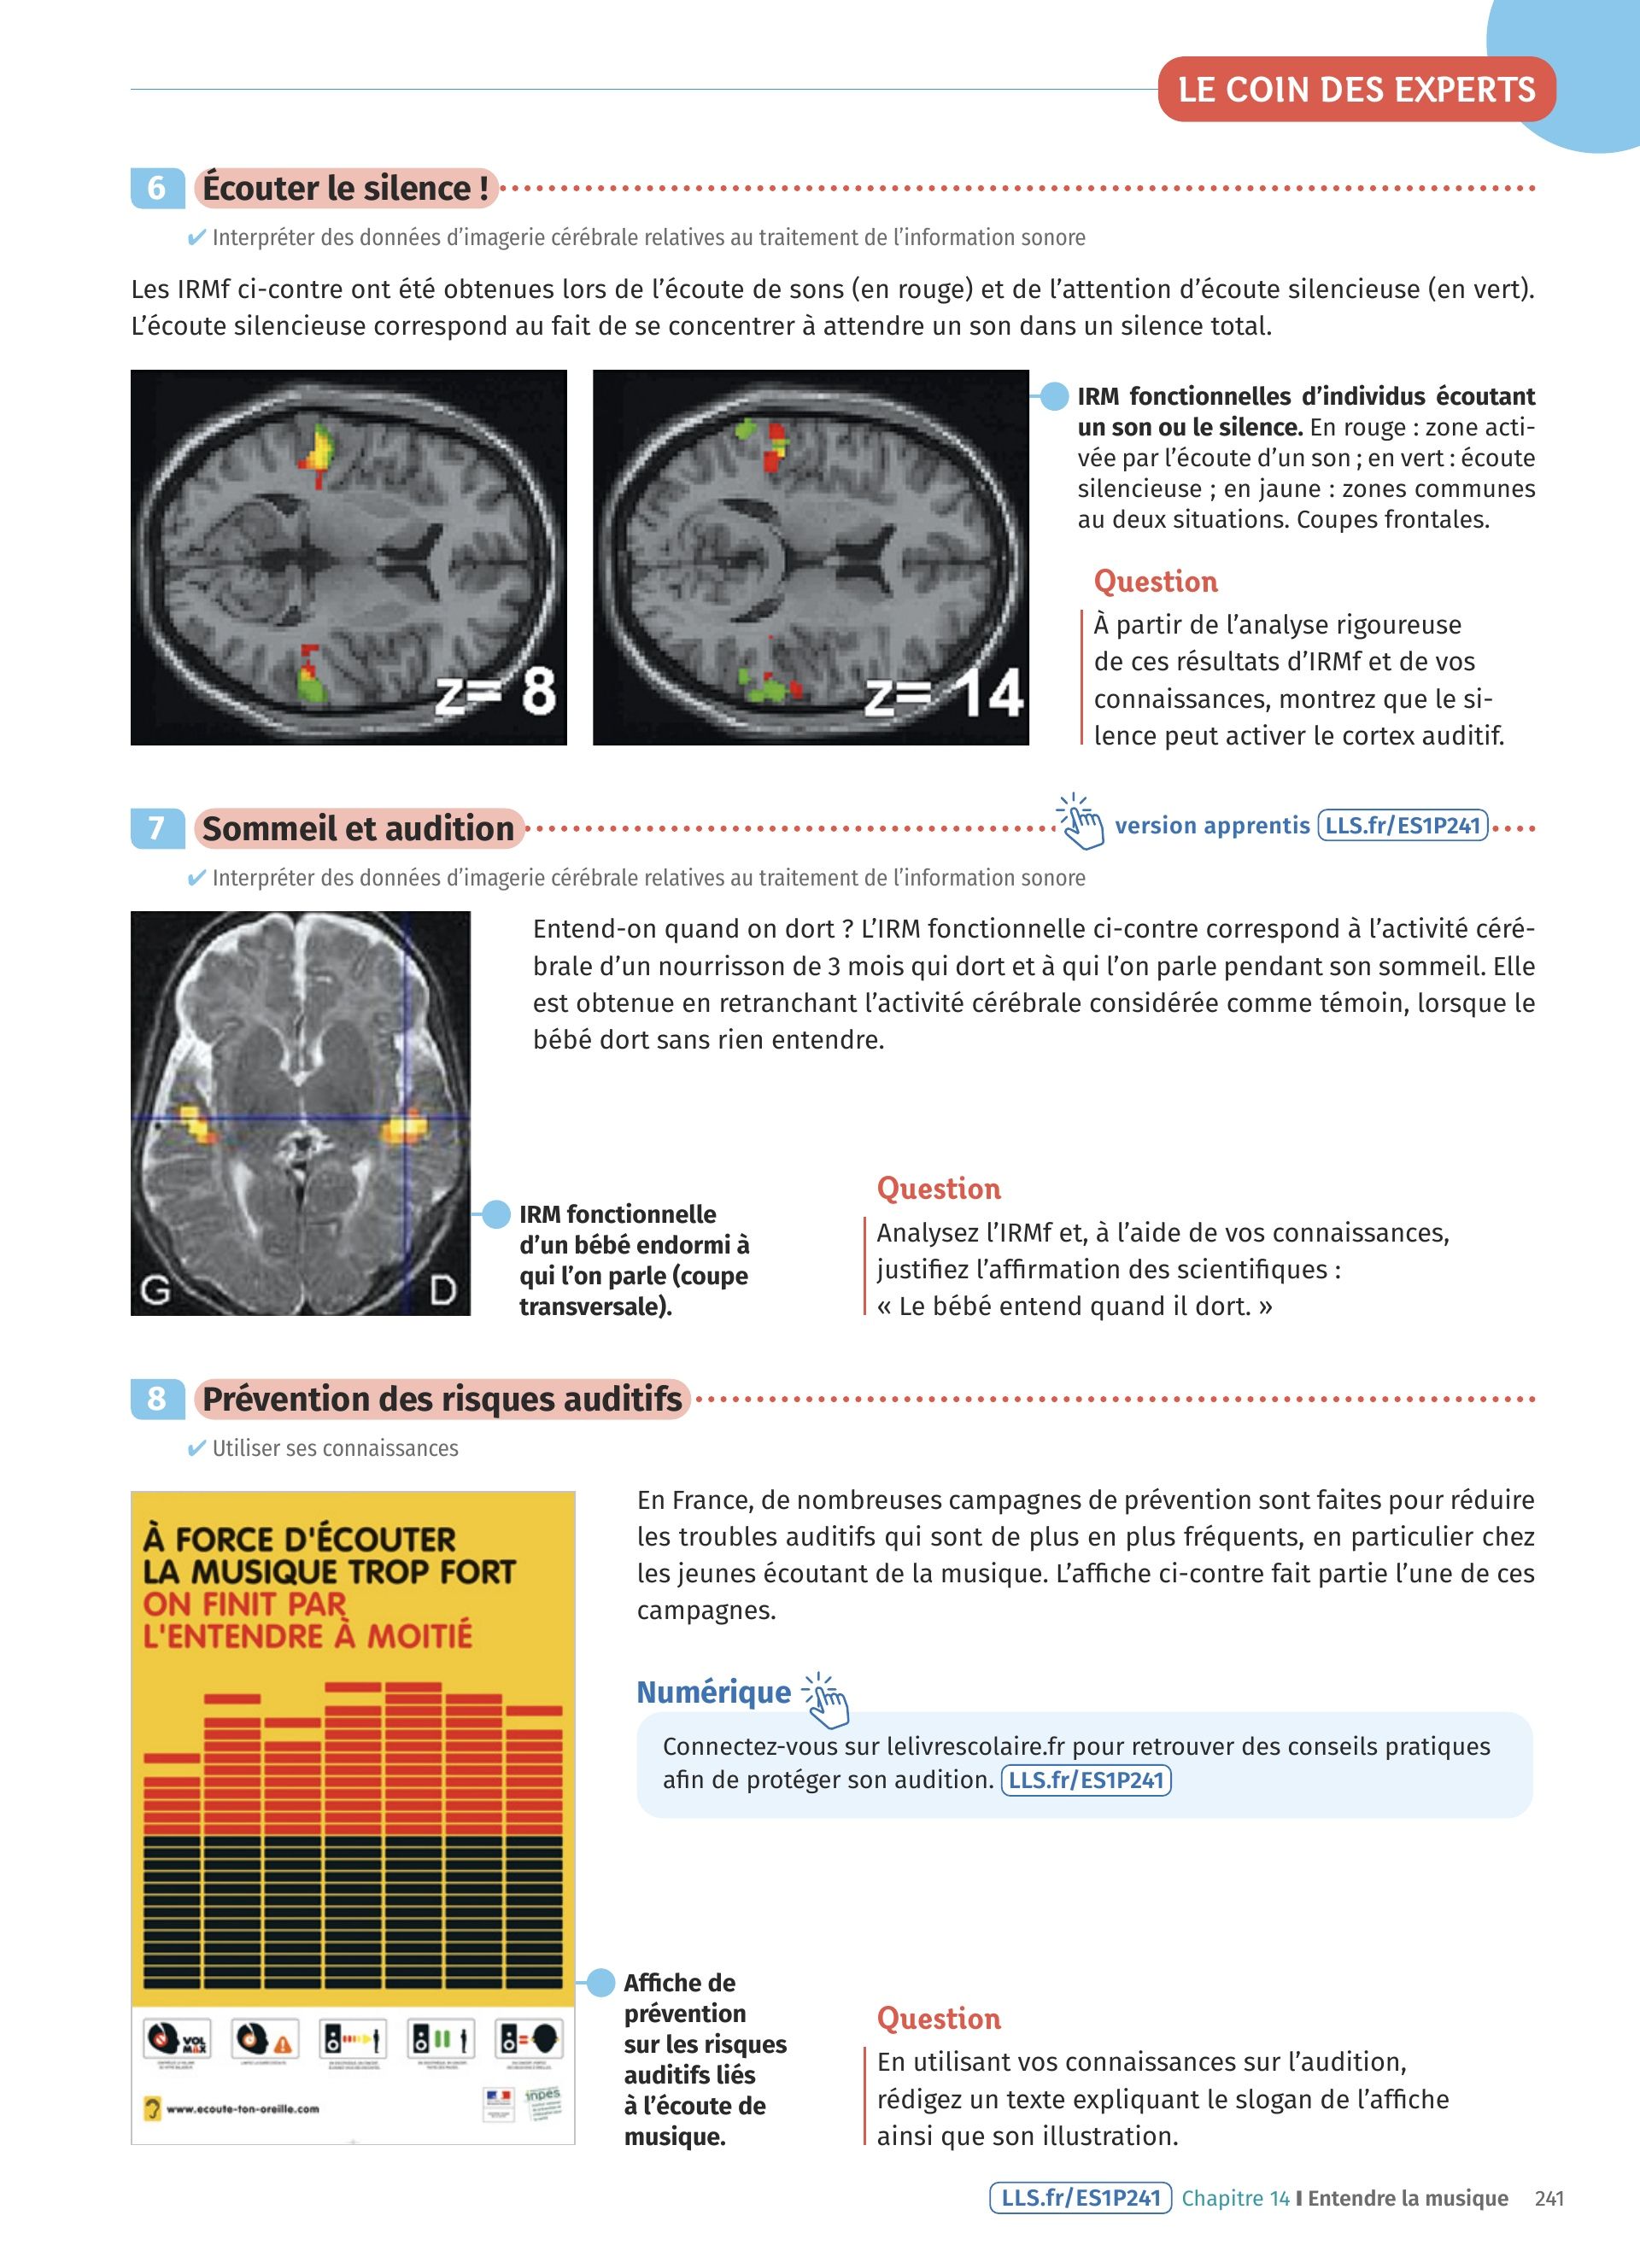 LE COIN DES EXPERTS
6 Écouter le silence !
✔ Interpréter des données d'imagerie cérébrale relatives au traitement de l'information sonore
Les IRMf ci-contre ont été obtenues lors de l'écoute de sons (en rouge) et de l'attention d'écoute silencieuse (en vert).
L'écoute silencieuse correspond au fait de se concentrer à attendre un son dans un silence total.
z= 8
z= 14
IRM fonctionnelles d'individus écoutant
un son ou le silence. En rouge : zone acti-
vée par l'écoute d'un son ; en vert : écoute
silencieuse ; en jaune : zones communes
au deux situations. Coupes frontales.
Question
À partir de l'analyse rigoureuse
de ces résultats d'IRMf et de vos
connaissances, montrez que le si-
lence peut activer le cortex auditif.
7 Sommeil et audition
version apprentis LLS.fr/ES1P241
✔ Interpréter des données d'imagerie cérébrale relatives au traitement de l'information sonore
Entend-on quand on dort ? L'IRM fonctionnelle ci-contre correspond à l'activité céré-
brale d'un nourrisson de 3 mois qui dort et à qui l'on parle pendant son sommeil. Elle
est obtenue en retranchant l'activité cérébrale considérée comme témoin, lorsque le
bébé dort sans rien entendre.
G D
IRM fonctionnelle
d'un bébé endormi à
qui l'on parle (coupe
transversale).
Question
Analysez l'IRMf et, à l'aide de vos connaissances,
justifiez l'affirmation des scientifiques :
« Le bébé entend quand il dort. »
8 Prévention des risques auditifs
✔ Utiliser ses connaissances
À FORCE D'ÉCOUTER
LA MUSIQUE TROP FORT
ON FINIT PAR
L'ENTENDRE À MOITIÉ
VOL
MAX
www.ecoute-ton-oreille.com
inpes
En France, de nombreuses campagnes de prévention sont faites pour réduire
les troubles auditifs qui sont de plus en plus fréquents, en particulier chez
les jeunes écoutant de la musique. L'affiche ci-contre fait partie l'une de ces
campagnes.
Numérique
Connectez-vous sur lelivrescolaire.fr pour retrouver des conseils pratiques
afin de protéger son audition. LLS.fr/ES1P241
Affiche de
prévention
sur les risques
auditifs liés
à l'écoute de
musique.
Question
En utilisant vos connaissances sur l'audition,
rédigez un texte expliquant le slogan de l'affiche
ainsi que son illustration.
LLS.fr/ES1P241 Chapitre 14 I Entendre la musique 241